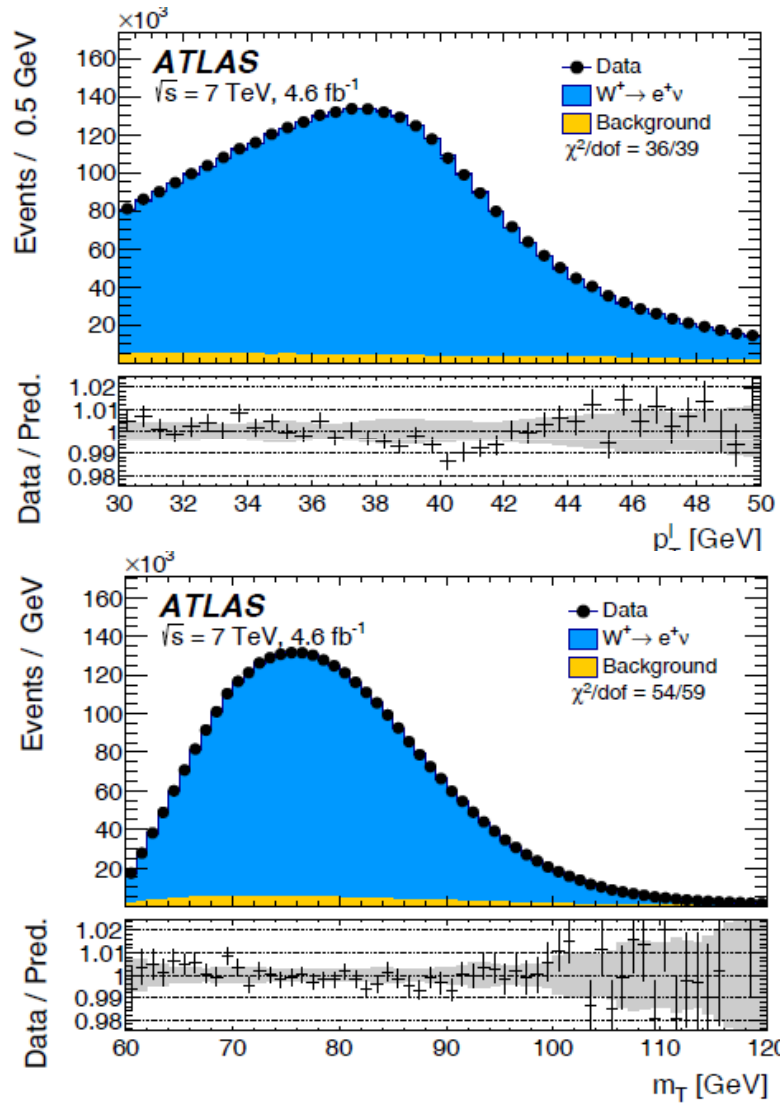 ×10³
Events / 0.5 GeV
160
140
120
100
80
60
40
20
ATLAS
√s = 7 TeV, 4.6 fb⁻¹
Data
W⁺→ e⁺ν
Background
χ²/dof = 36/39
Data / Pred.
1.02
1.01
1
0.99
0.98
30 32 34 36 38 40 42 44 46 48 50
p_T^l [GeV]
×10³
Events / GeV
160
140
120
100
80
60
40
20
ATLAS
√s = 7 TeV, 4.6 fb⁻¹
Data
W⁺→ e⁺ν
Background
χ²/dof = 54/59
Data / Pred.
1.02
1.01
1
0.99
0.98
60 70 80 90 100 110 120
m_T [GeV]